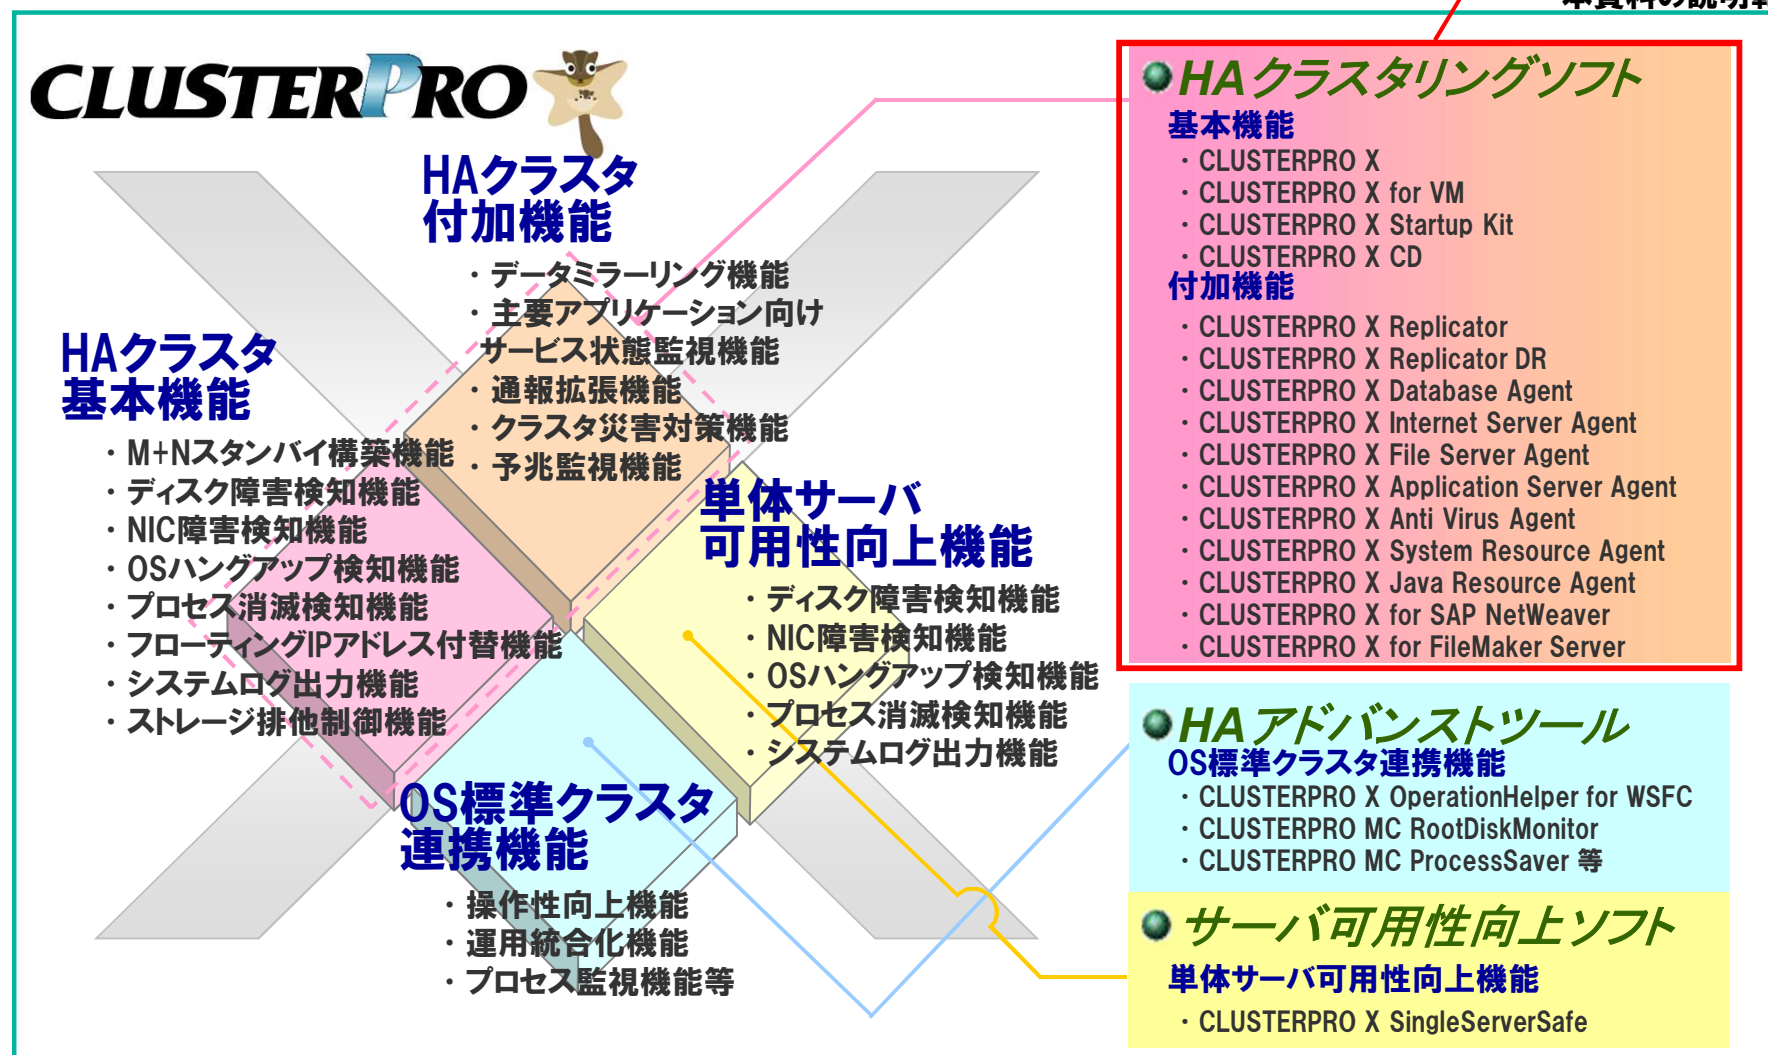 本資料の説明
CLUSTERPRO
HAクラスタ
付加機能
・データミラーリング機能
・主要アプリケーション向け
サービス状態監視機能
・通報拡張機能
・クラスタ災害対策機能
・予兆監視機能
HAクラスタ
基本機能
・M+Nスタンバイ構築機能
・ディスク障害検知機能
・NIC障害検知機能
・OSハングアップ検知機能
・プロセス消滅検知機能
・フローティングIPアドレス付替機能
・システムログ出力機能
・ストレージ排他制御機能
単体サーバ
可用性向上機能
・ディスク障害検知機能
・NIC障害検知機能
・OSハングアップ検知機能
・プロセス消滅検知機能
・システムログ出力機能
OS標準クラスタ
連携機能
・操作性向上機能
・運用統合化機能
・プロセス監視機能等
HAクラスタリングソフト
基本機能
・CLUSTERPRO X
・CLUSTERPRO X for VM
・CLUSTERPRO X Startup Kit
・CLUSTERPRO X CD
付加機能
・CLUSTERPRO X Replicator
・CLUSTERPRO X Replicator DR
・CLUSTERPRO X Database Agent
・CLUSTERPRO X Internet Server Agent
・CLUSTERPRO X File Server Agent
・CLUSTERPRO X Application Server Agent
・CLUSTERPRO X Anti Virus Agent
・CLUSTERPRO X System Resource Agent
・CLUSTERPRO X Java Resource Agent
・CLUSTERPRO X for SAP NetWeaver
・CLUSTERPRO X for FileMaker Server
HAアドバンストツール
OS標準クラスタ連携機能
・CLUSTERPRO X OperationHelper for WSFC
・CLUSTERPRO MC RootDiskMonitor
・CLUSTERPRO MC ProcessSaver 等
サーバ可用性向上ソフト
単体サーバ可用性向上機能
・CLUSTERPRO X SingleServerSafe